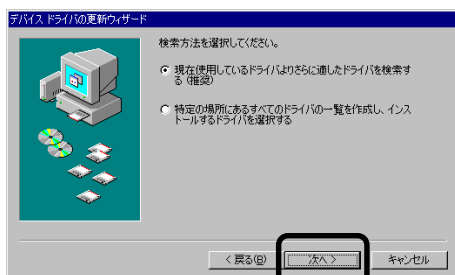 デバイス ドライバの更新ウィザード
検索方法を選択してください。
現在使用しているドライバよりさらに適したドライバを検索す
る (推奨)
特定の場所にあるすべてのドライバの一覧を作成し、インス
トールするドライバを選択する
< 戻る(B) 次へ > キャンセル